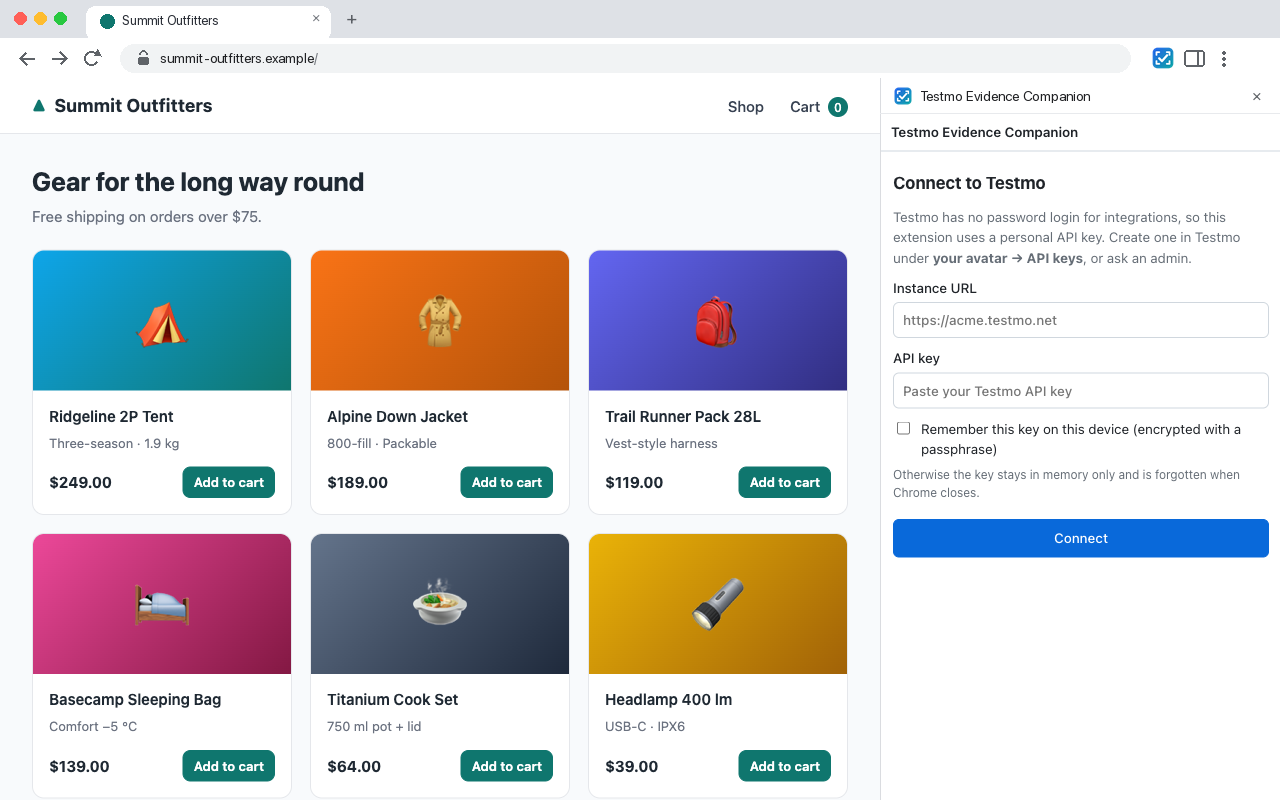 Summit Outfitters
summit-outfitters.example/
Summit Outfitters
Shop
Cart
0
Gear for the long way round
Free shipping on orders over $75.
Ridgeline 2P Tent
Three-season · 1.9 kg
$249.00
Add to cart
Alpine Down Jacket
800-fill · Packable
$189.00
Add to cart
Trail Runner Pack 28L
Vest-style harness
$119.00
Add to cart
Basecamp Sleeping Bag
Comfort −5 °C
$139.00
Add to cart
Titanium Cook Set
750 ml pot + lid
$64.00
Add to cart
Headlamp 400 lm
USB-C · IPX6
$39.00
Add to cart
Testmo Evidence Companion
Testmo Evidence Companion
Connect to Testmo
Testmo has no password login for integrations, so this
extension uses a personal API key. Create one in Testmo
under your avatar → API keys, or ask an admin.
Instance URL
https://acme.testmo.net
API key
Paste your Testmo API key
Remember this key on this device (encrypted with a
passphrase)
Otherwise the key stays in memory only and is forgotten when
Chrome closes.
Connect